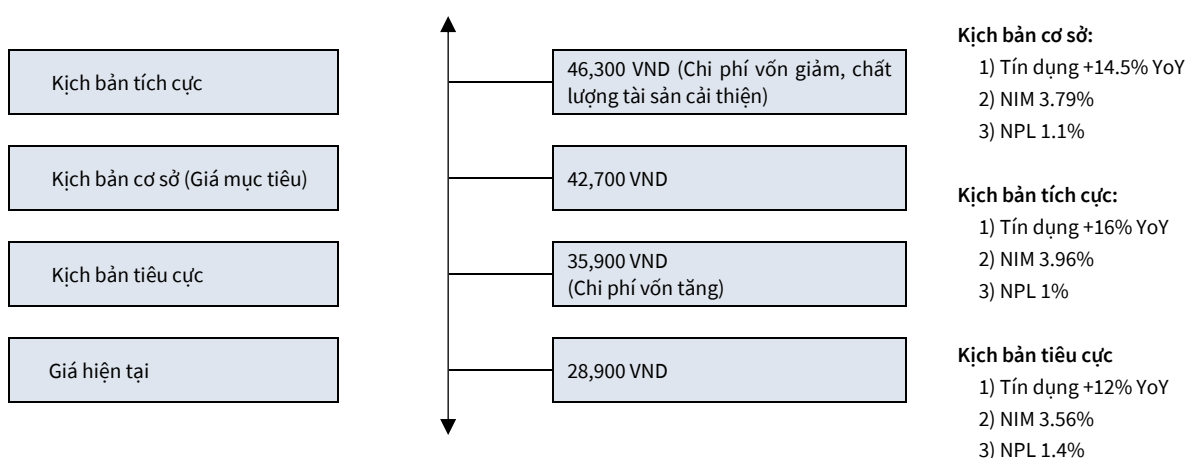 Kịch bản tích cực
46,300 VND (Chi phí vốn giảm, chất
lượng tài sản cải thiện)
Kịch bản cơ sở (Giá mục tiêu)
42,700 VND
Kịch bản tiêu cực
35,900 VND
(Chi phí vốn tăng)
Giá hiện tại
28,900 VND
Kịch bản cơ sở:
1) Tín dụng +14.5% YoY
2) NIM 3.79%
3) NPL 1.1%
Kịch bản tích cực:
1) Tín dụng +16% YoY
2) NIM 3.96%
3) NPL 1%
Kịch bản tiêu cực
1) Tín dụng +12% YoY
2) NIM 3.56%
3) NPL 1.4%